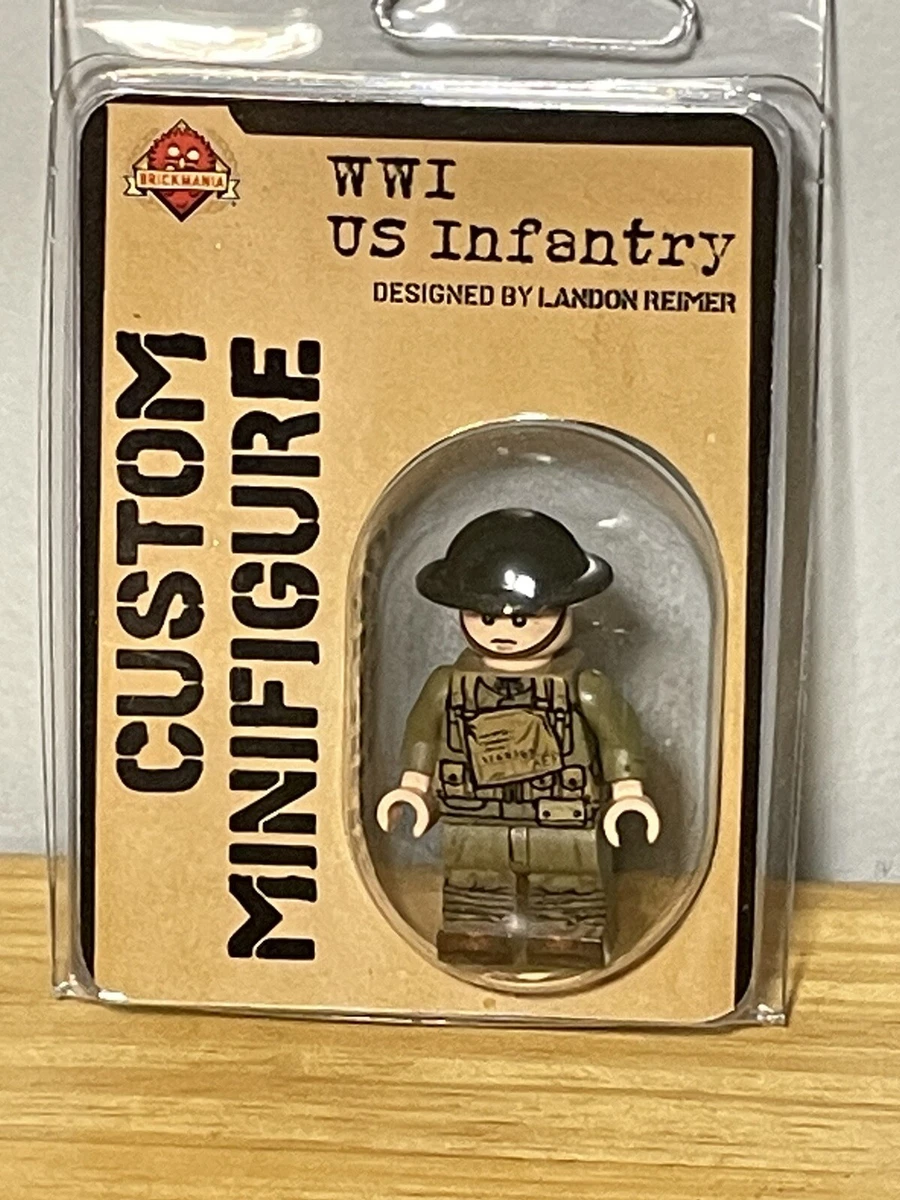 BRICKMANIA
WWI
US Infantry
DESIGNED BY LANDON REIMER
CUSTOM
MINIFIGURE